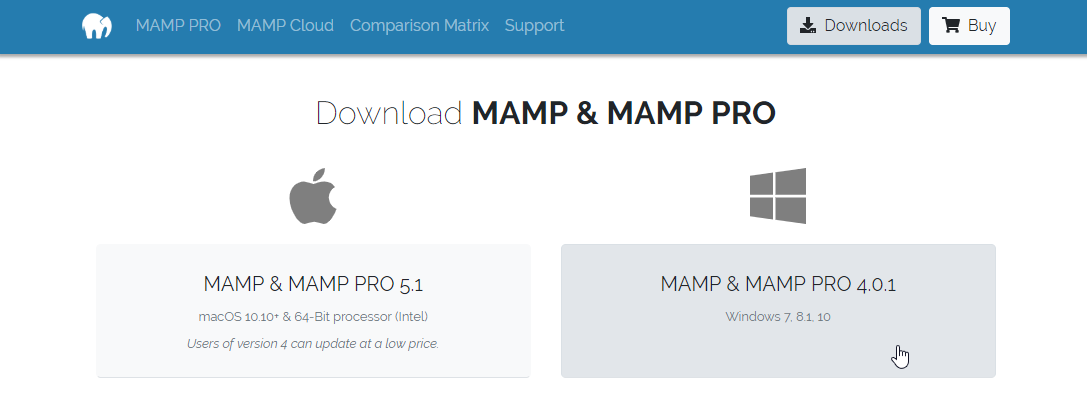 MAMP PRO MAMP Cloud Comparison Matrix Support Downloads Buy
Download MAMP & MAMP PRO
MAMP & MAMP PRO 5.1
macOS 10.10+ & 64-Bit processor (Intel)
Users of version 4 can update at a low price.
MAMP & MAMP PRO 4.0.1
Windows 7, 8.1, 10